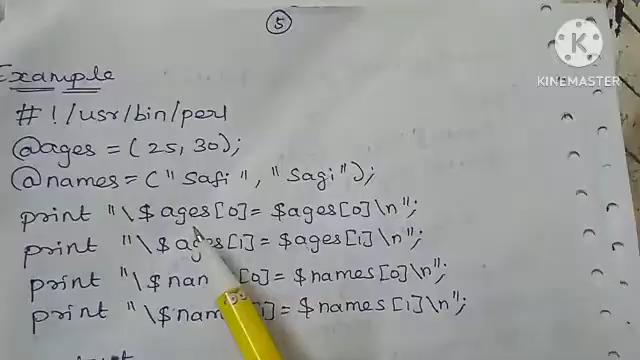 5
KINEMASTER
Example
#!/usr/bin/perl
@ages = (25, 30);
@names = ("Safi", "Sagi");
print "\$ages[0] = $ages[0]\n";
print "\$ages[1] = $ages[1]\n";
print "\$nam [0] = $names[0]\n";
print "\$nam [1] = $names[1]\n";